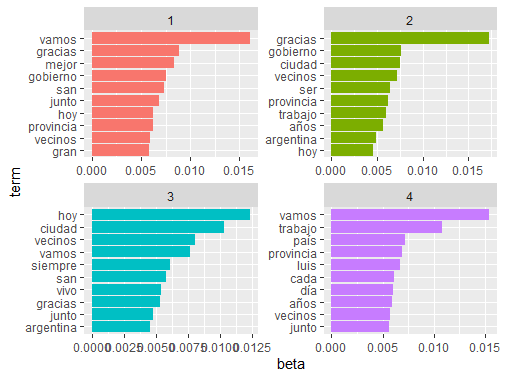 1
vamos
gracias
mejor
gobierno
san
junto
hoy
provincia
vecinos
gran
0.000 0.005 0.010 0.015
2
gracias
gobierno
ciudad
vecinos
ser
provincia
trabajo
años
argentina
hoy
0.000 0.005 0.010 0.015
term
3
hoy
ciudad
vecinos
vamos
siempre
san
vivo
gracias
junto
argentina
0.0000 0.0025 0.0050 0.0075 0.0100 0.0125
4
vamos
trabajo
país
provincia
luis
cada
día
años
vecinos
junto
0.000 0.005 0.010 0.015
beta